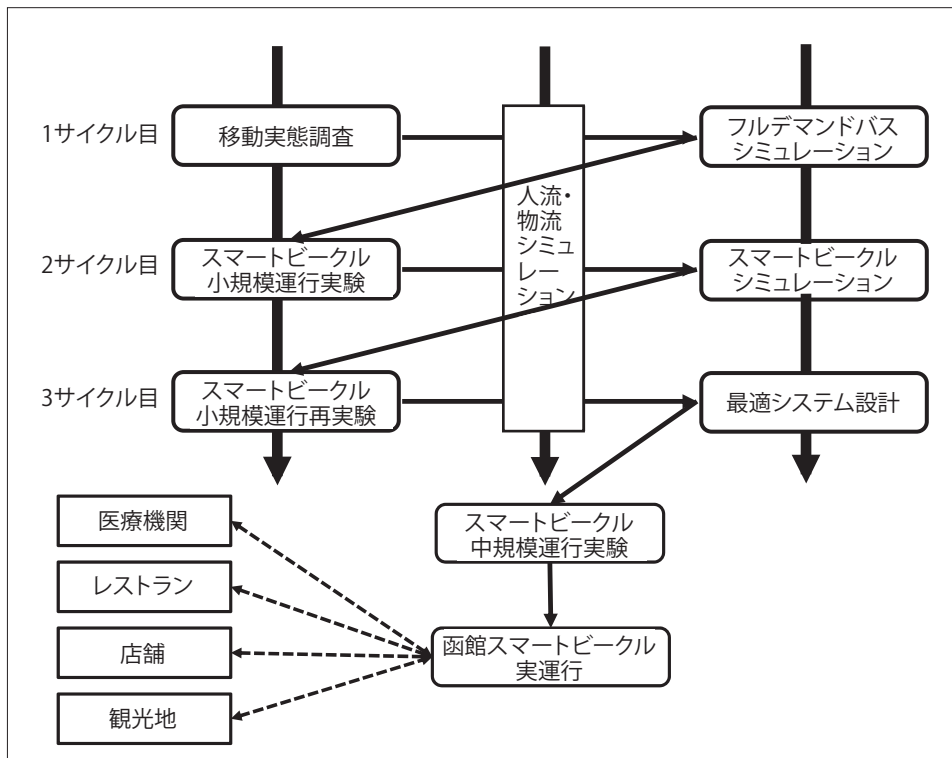 1サイクル目
移動実態調査
フルデマンドバス
シミュレーション
人流・
物流
シミュ
レー
ション
2サイクル目
スマートビークル
小規模運行実験
スマートビークル
シミュレーション
3サイクル目
スマートビークル
小規模運行再実験
最適システム設計
医療機関
レストラン
店舗
観光地
スマートビークル
中規模運行実験
函館スマートビークル
実運行